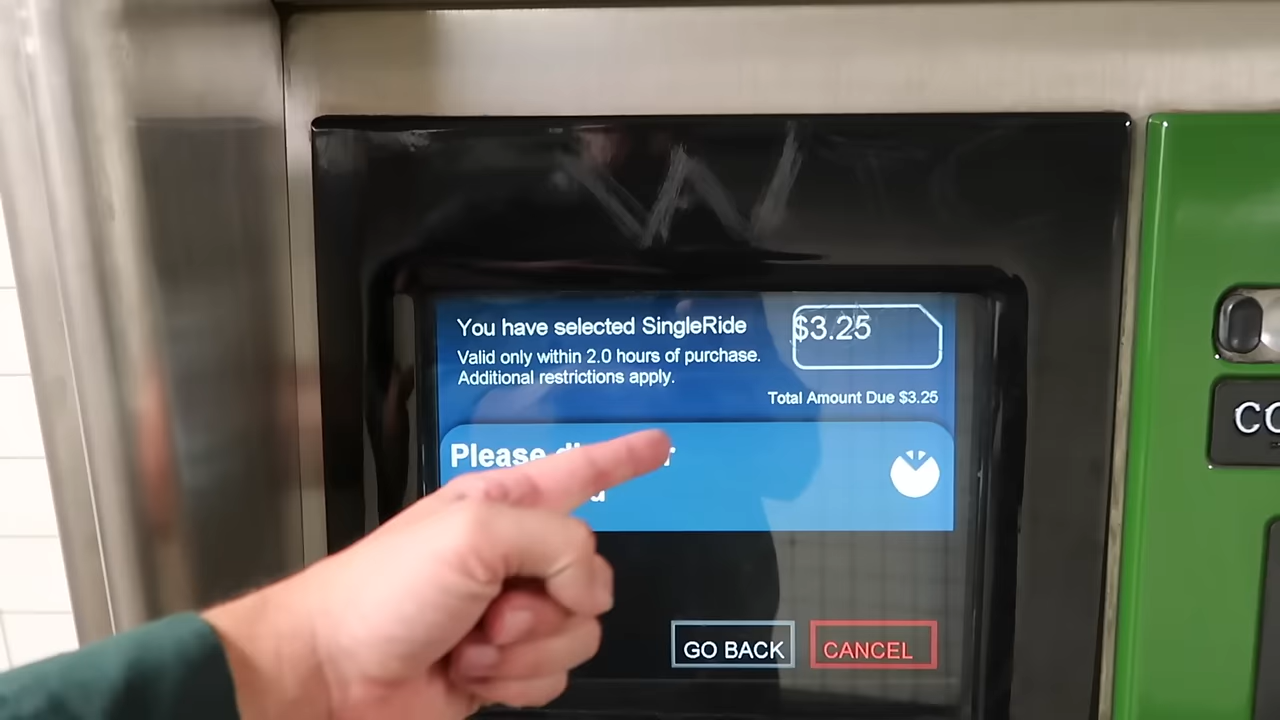 W
You have selected SingleRide
$3.25
Valid only within 2.0 hours of purchase.
Additional restrictions apply.
Total Amount Due $3.25
Please
GO BACK
CANCEL